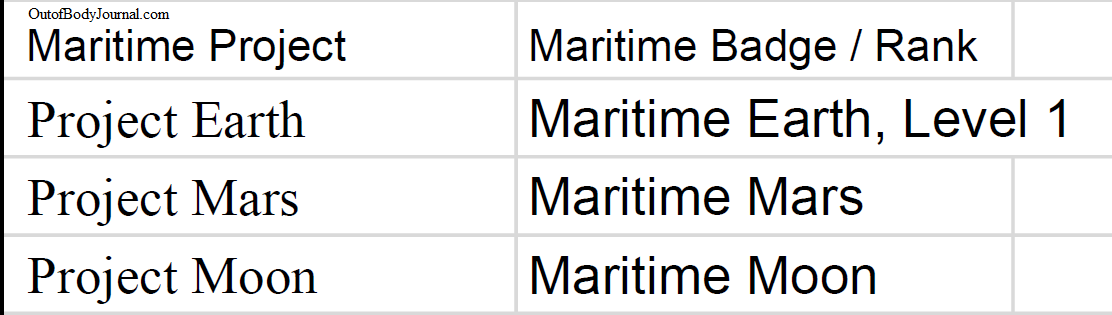 OutofBodyJournal.com
Maritime Project Maritime Badge / Rank
Project Earth Maritime Earth, Level 1
Project Mars Maritime Mars
Project Moon Maritime Moon